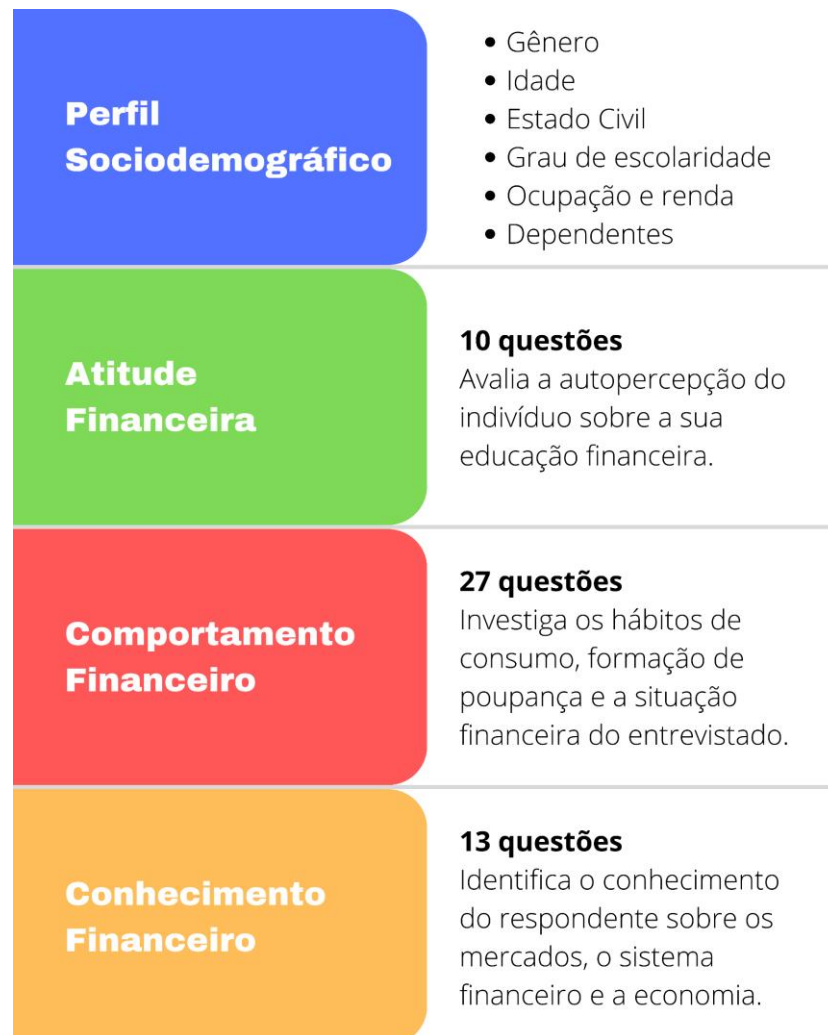 Perfil
Sociodemográfico
• Gênero
• Idade
• Estado Civil
• Grau de escolaridade
• Ocupação e renda
• Dependentes
Atitude
Financeira
10 questões
Avalia a autopercepção do
indivíduo sobre a sua
educação financeira.
Comportamento
Financeiro
27 questões
Investiga os hábitos de
consumo, formação de
poupança e a situação
financeira do entrevistado.
Conhecimento
Financeiro
13 questões
Identifica o conhecimento
do respondente sobre os
mercados, o sistema
financeiro e a economia.